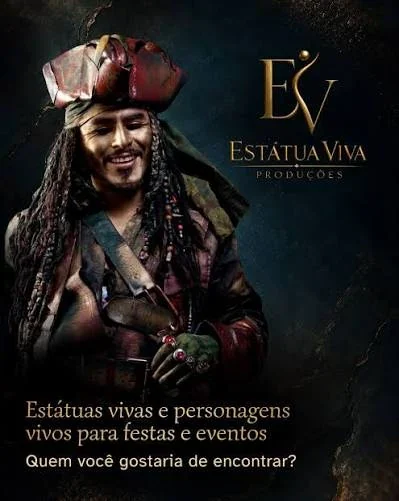 EV
ESTÁTUA VIVA
PRODUÇÕES
Estátuas vivas e personagens
vivos para festas e eventos
Quem você gostaria de encontrar?